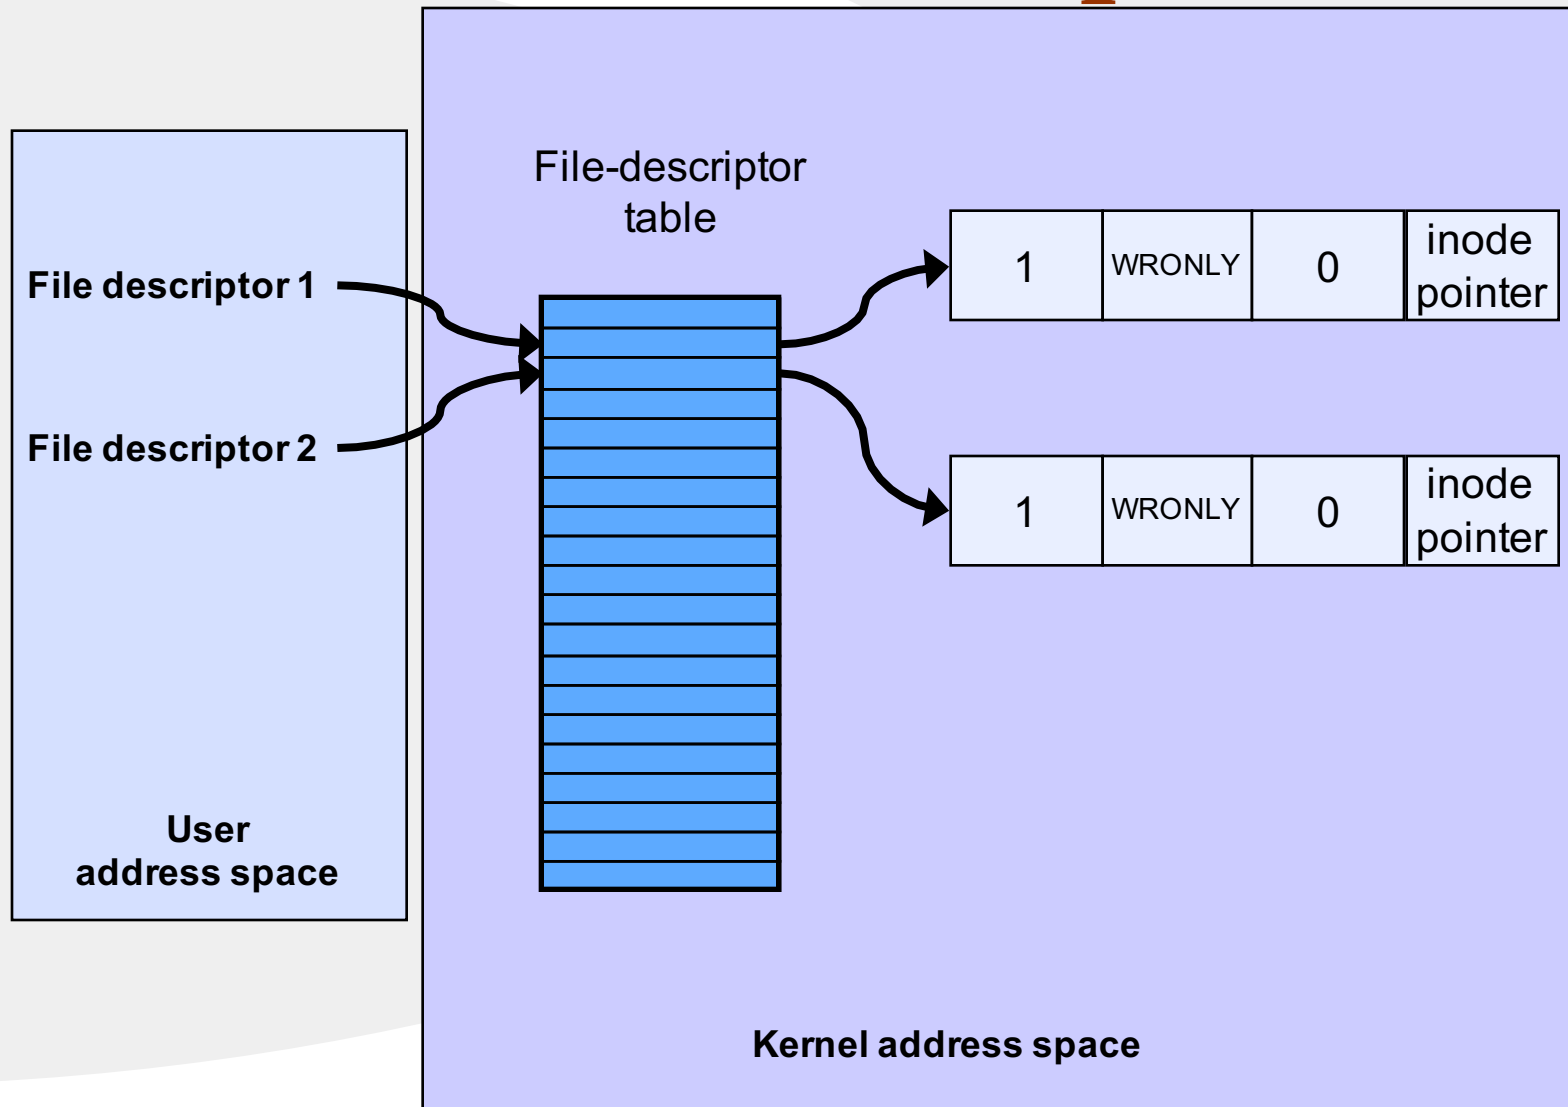 File-descriptor
table
File descriptor 1
File descriptor 2
1 WRONLY 0 inode
pointer
1 WRONLY 0 inode
pointer
User
address space
Kernel address space